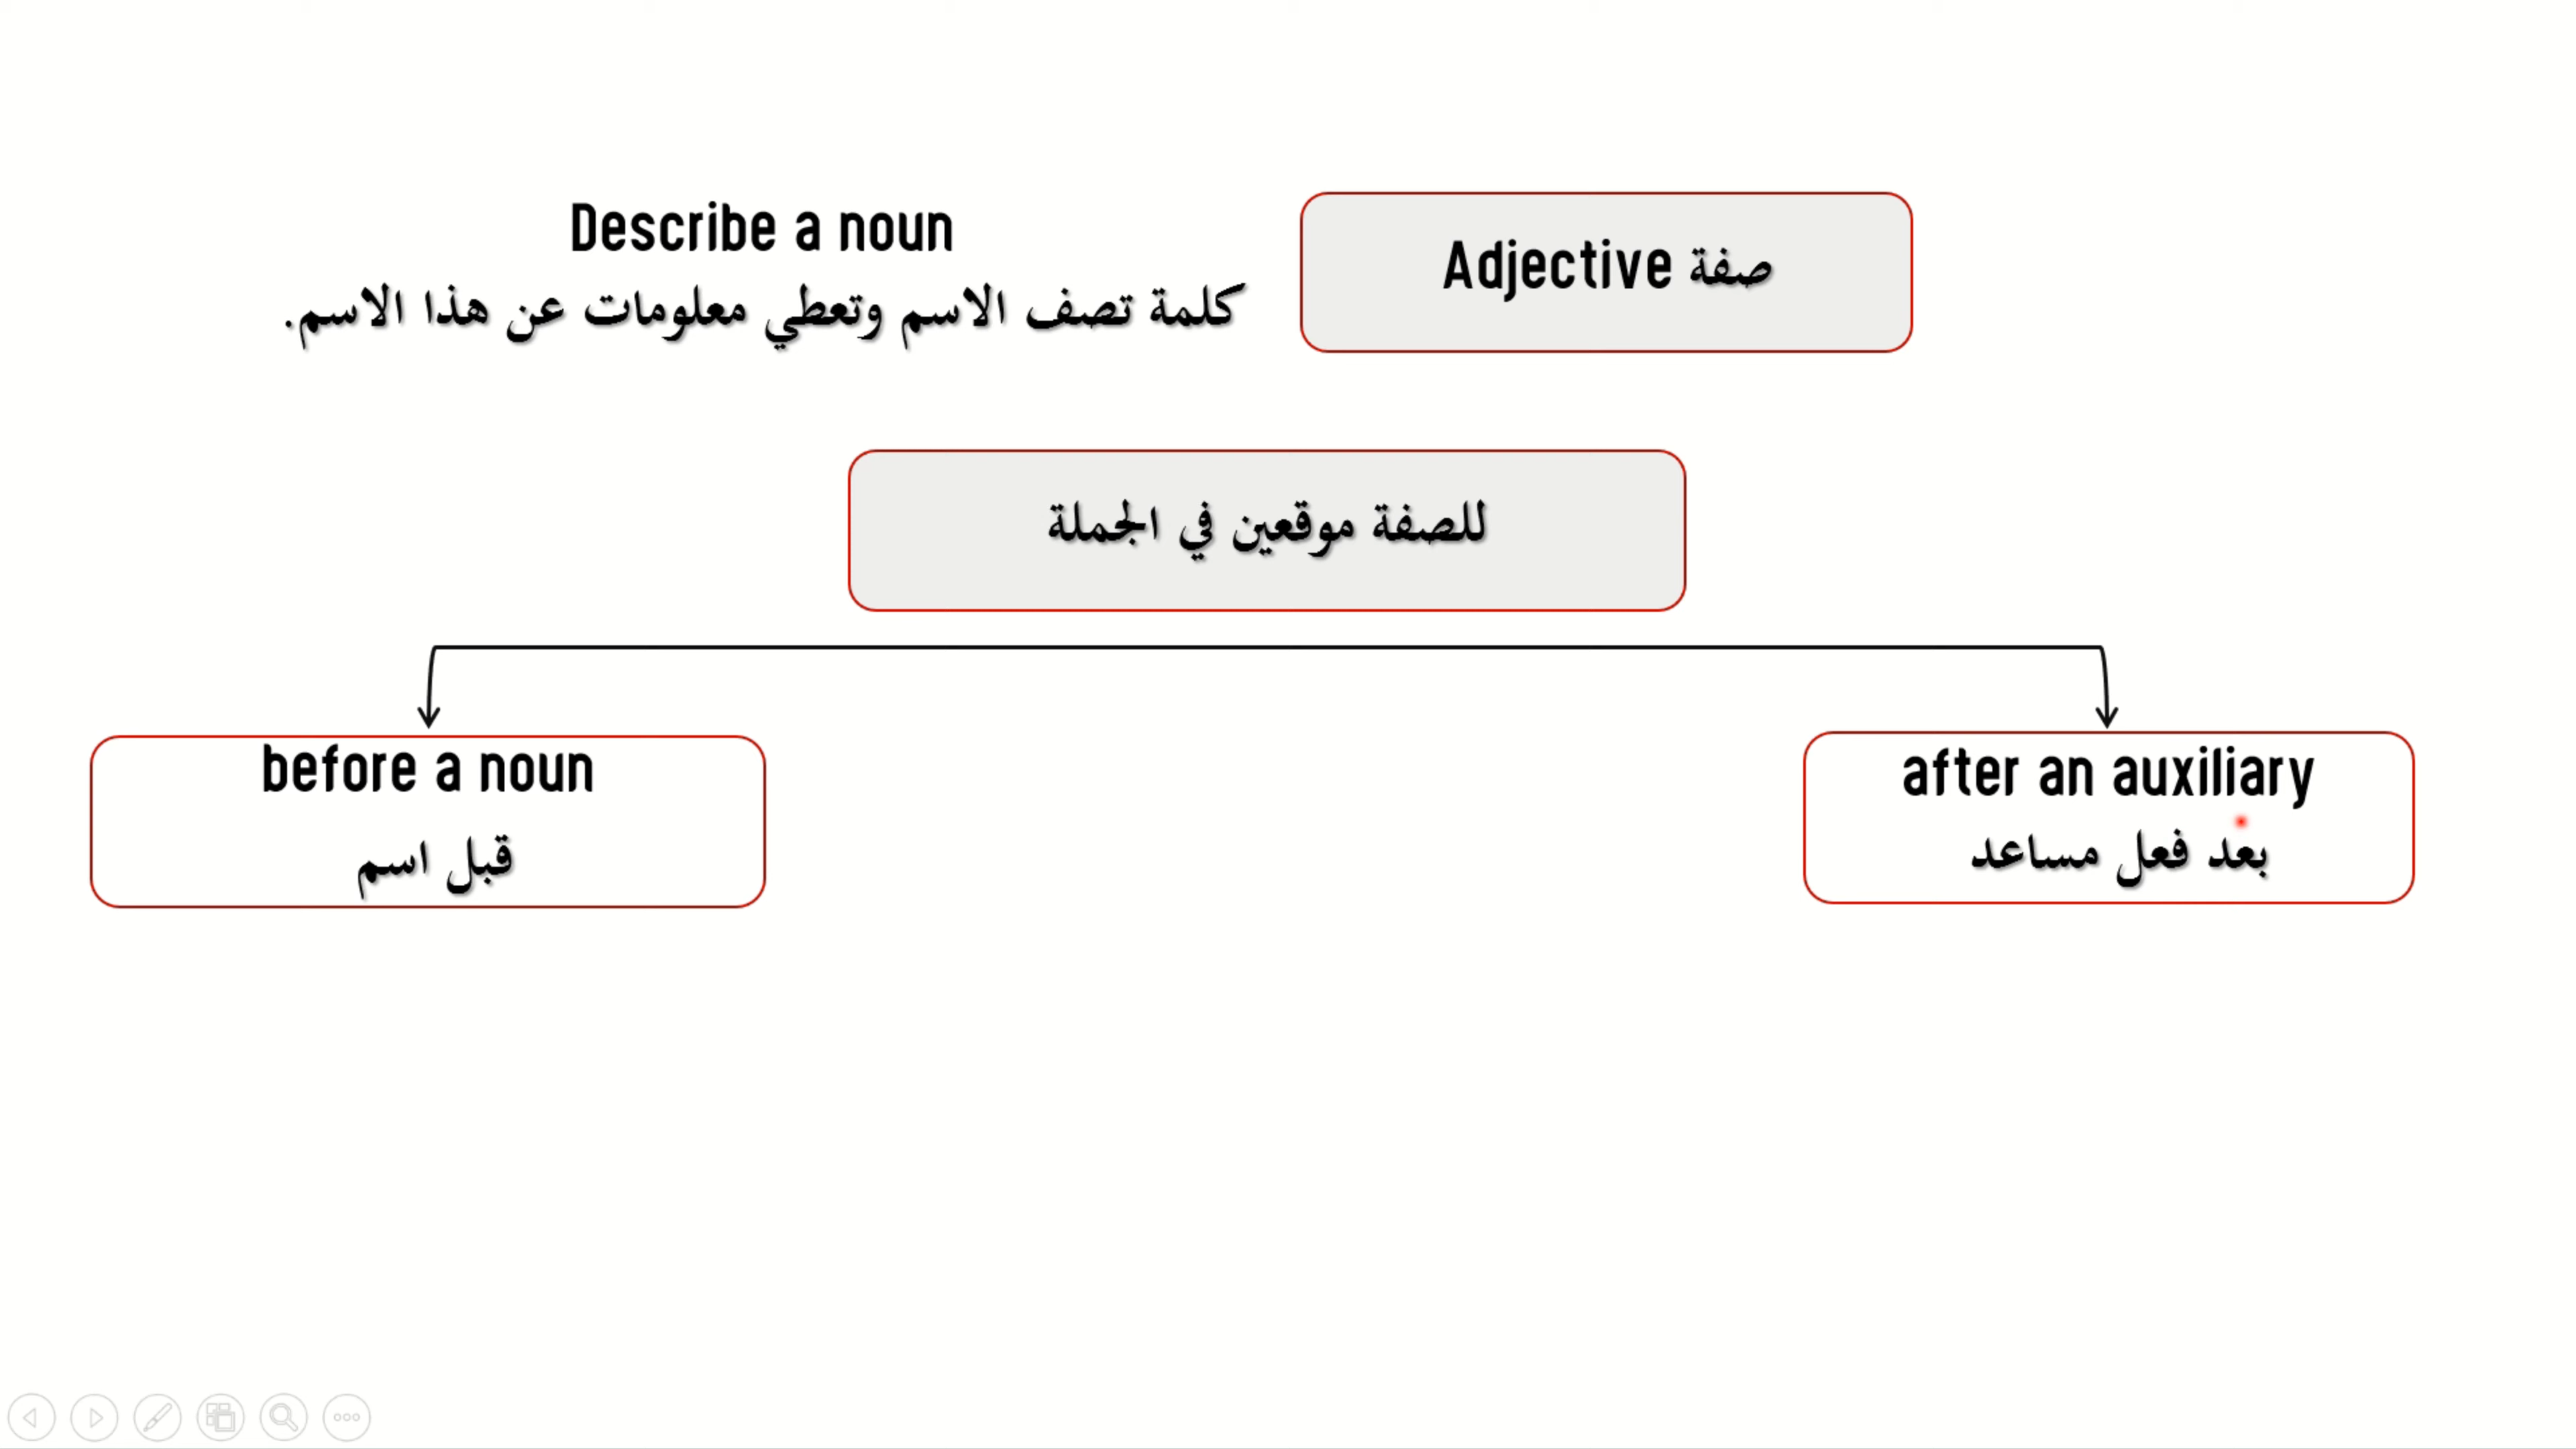 Adjective صفة
Describe a noun
كلمة تصف الاسم وتعطي معلومات عن هذا الاسم.
للصفة موقعين في الجملة
before a noun
قبل اسم
after an auxiliary
بعد فعل مساعد